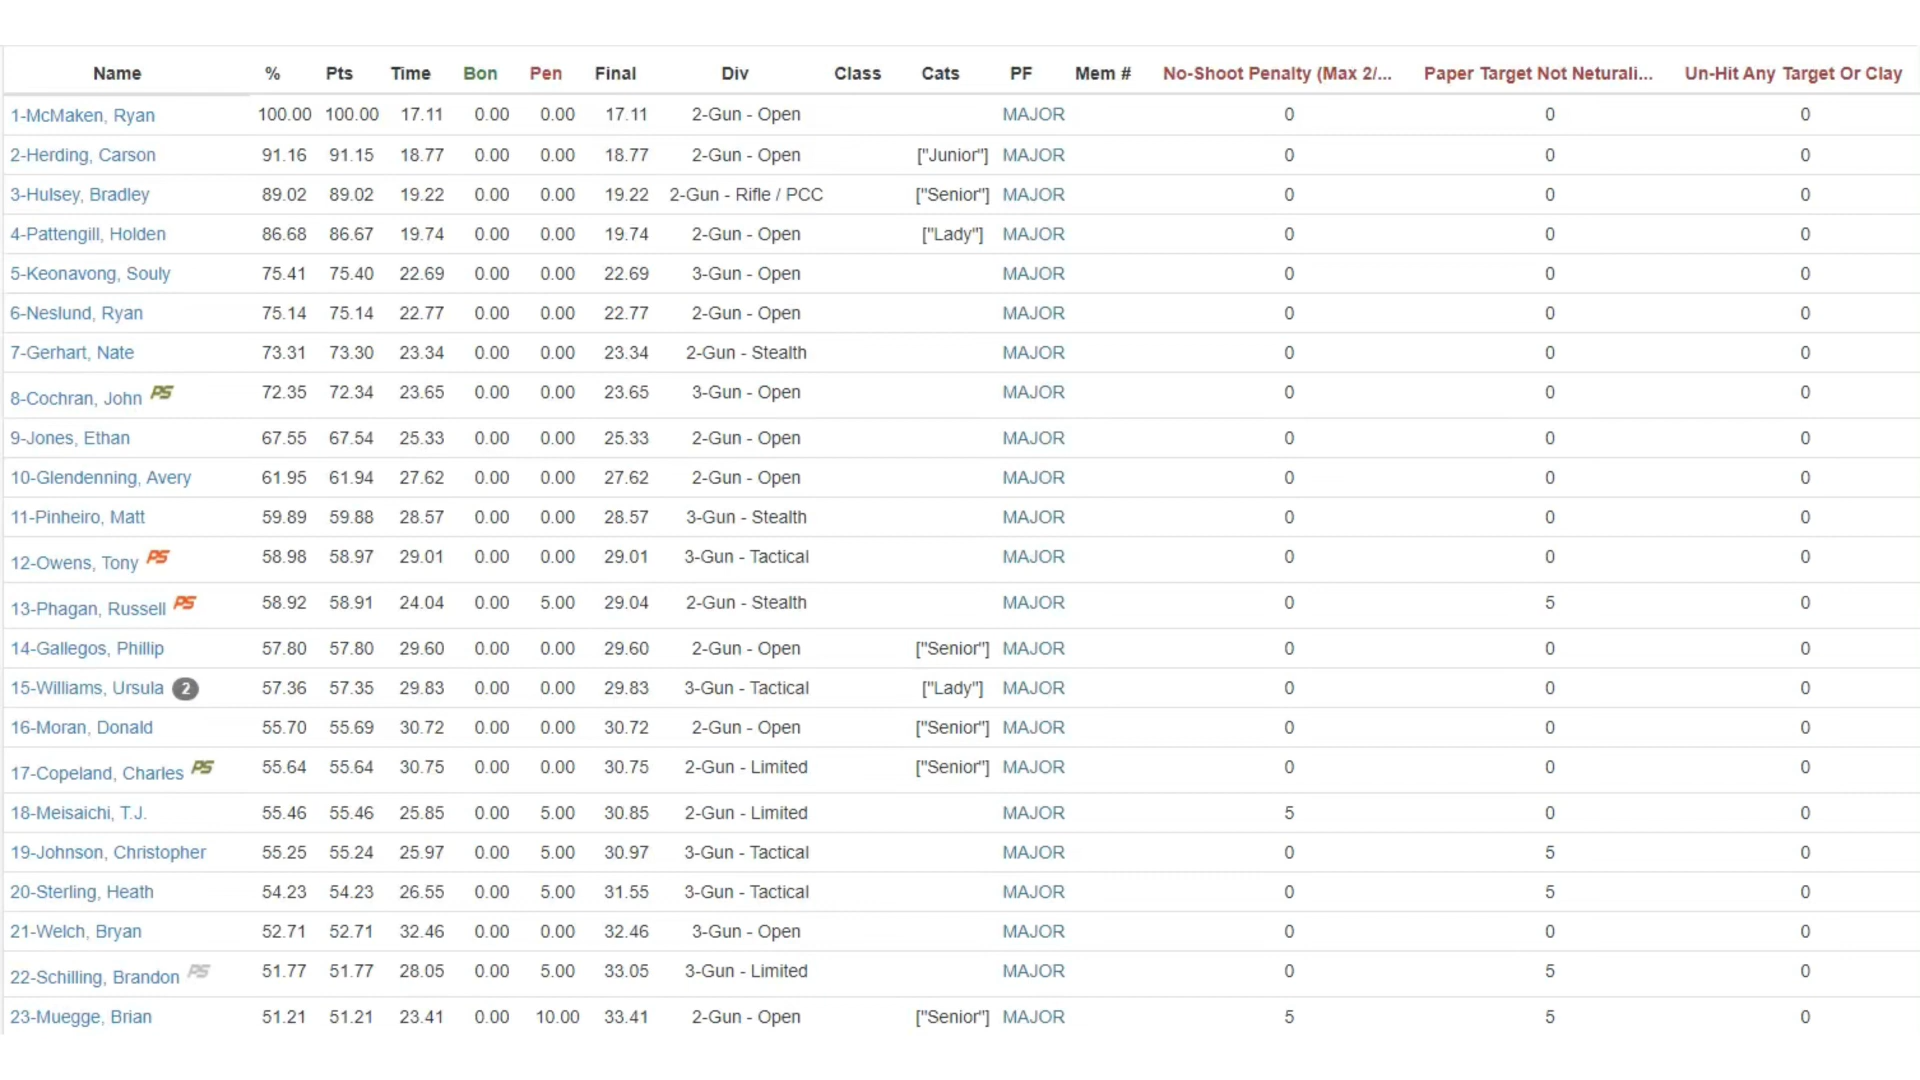 Name % Pts Time Bon Pen Final Div Class Cats PF Mem # No-Shoot Penalty (Max 2/... Paper Target Not Neturali... Un-Hit Any Target Or Clay
1-McMaken, Ryan 100.00 100.00 17.11 0.00 0.00 17.11 2-Gun - Open MAJOR 0 0 0
2-Herding, Carson 91.16 91.15 18.77 0.00 0.00 18.77 2-Gun - Open ["Junior"] MAJOR 0 0 0
3-Hulsey, Bradley 89.02 89.02 19.22 0.00 0.00 19.22 2-Gun - Rifle / PCC ["Senior"] MAJOR 0 0 0
4-Pattengill, Holden 86.68 86.67 19.74 0.00 0.00 19.74 2-Gun - Open ["Lady"] MAJOR 0 0 0
5-Keonavong, Souly 75.41 75.40 22.69 0.00 0.00 22.69 3-Gun - Open MAJOR 0 0 0
6-Neslund, Ryan 75.14 75.14 22.77 0.00 0.00 22.77 2-Gun - Open MAJOR 0 0 0
7-Gerhart, Nate 73.31 73.30 23.34 0.00 0.00 23.34 2-Gun - Stealth MAJOR 0 0 0
8-Cochran, John PS 72.35 72.34 23.65 0.00 0.00 23.65 3-Gun - Open MAJOR 0 0 0
9-Jones, Ethan 67.55 67.54 25.33 0.00 0.00 25.33 2-Gun - Open MAJOR 0 0 0
10-Glendenning, Avery 61.95 61.94 27.62 0.00 0.00 27.62 2-Gun - Open MAJOR 0 0 0
11-Pinheiro, Matt 59.89 59.88 28.57 0.00 0.00 28.57 3-Gun - Stealth MAJOR 0 0 0
12-Owens, Tony PS 58.98 58.97 29.01 0.00 0.00 29.01 3-Gun - Tactical MAJOR 0 0 0
13-Phagan, Russell PS 58.92 58.91 24.04 0.00 5.00 29.04 2-Gun - Stealth MAJOR 0 5 0
14-Gallegos, Phillip 57.80 57.80 29.60 0.00 0.00 29.60 2-Gun - Open ["Senior"] MAJOR 0 0 0
15-Williams, Ursula 2 57.36 57.35 29.83 0.00 0.00 29.83 3-Gun - Tactical ["Lady"] MAJOR 0 0 0
16-Moran, Donald 55.70 55.69 30.72 0.00 0.00 30.72 2-Gun - Open ["Senior"] MAJOR 0 0 0
17-Copeland, Charles PS 55.64 55.64 30.75 0.00 0.00 30.75 2-Gun - Limited ["Senior"] MAJOR 0 0 0
18-Meisaichi, T.J. 55.46 55.46 25.85 0.00 5.00 30.85 2-Gun - Limited MAJOR 5 0 0
19-Johnson, Christopher 55.25 55.24 25.97 0.00 5.00 30.97 3-Gun - Tactical MAJOR 0 5 0
20-Sterling, Heath 54.23 54.23 26.55 0.00 5.00 31.55 3-Gun - Tactical MAJOR 0 5 0
21-Welch, Bryan 52.71 52.71 32.46 0.00 0.00 32.46 3-Gun - Open MAJOR 0 0 0
22-Schilling, Brandon PS 51.77 51.77 28.05 0.00 5.00 33.05 3-Gun - Limited MAJOR 0 5 0
23-Muegge, Brian 51.21 51.21 23.41 0.00 10.00 33.41 2-Gun - Open ["Senior"] MAJOR 5 5 0